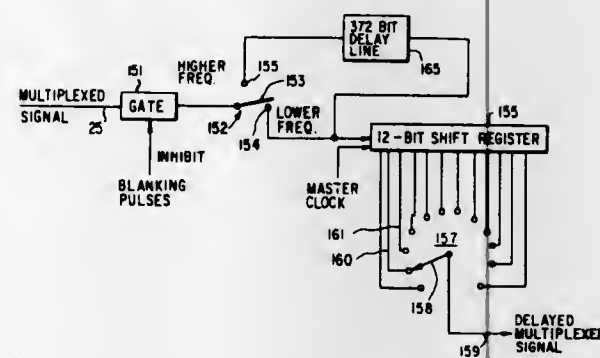 372 BIT
DELAY
LINE
165
HIGHER
FREQ.
155
153
151
MULTIPLEXED
SIGNAL
25
GATE
152
154
LOWER
FREQ.
155
INHIBIT
BLANKING
PULSES
12-BIT SHIFT REGISTER
MASTER
CLOCK
161
160
157
158
159
DELAYED
MULTIPLEXED
SIGNAL